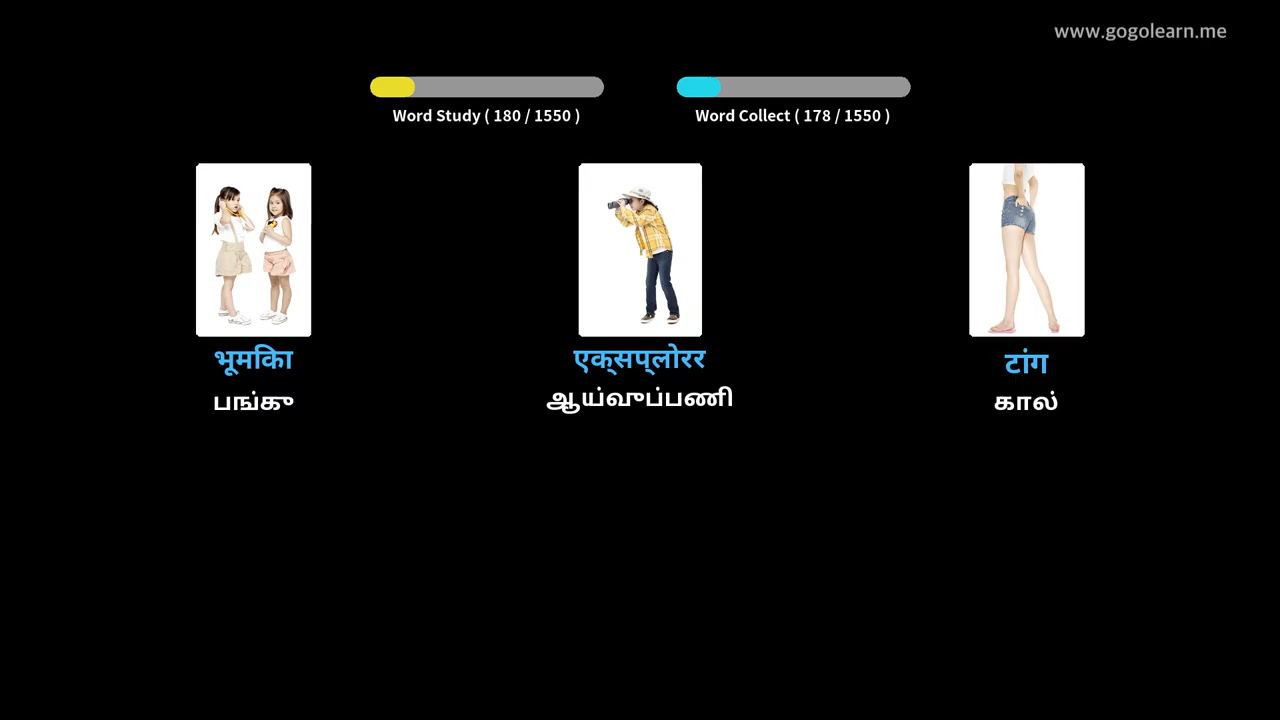 www.gogolearn.me
Word Study ( 180 / 1550 )
Word Collect ( 178 / 1550 )
भूमिका
பங்கு
एक्सप्लोरर
ஆய்வுப்பணி
टांग
கால்